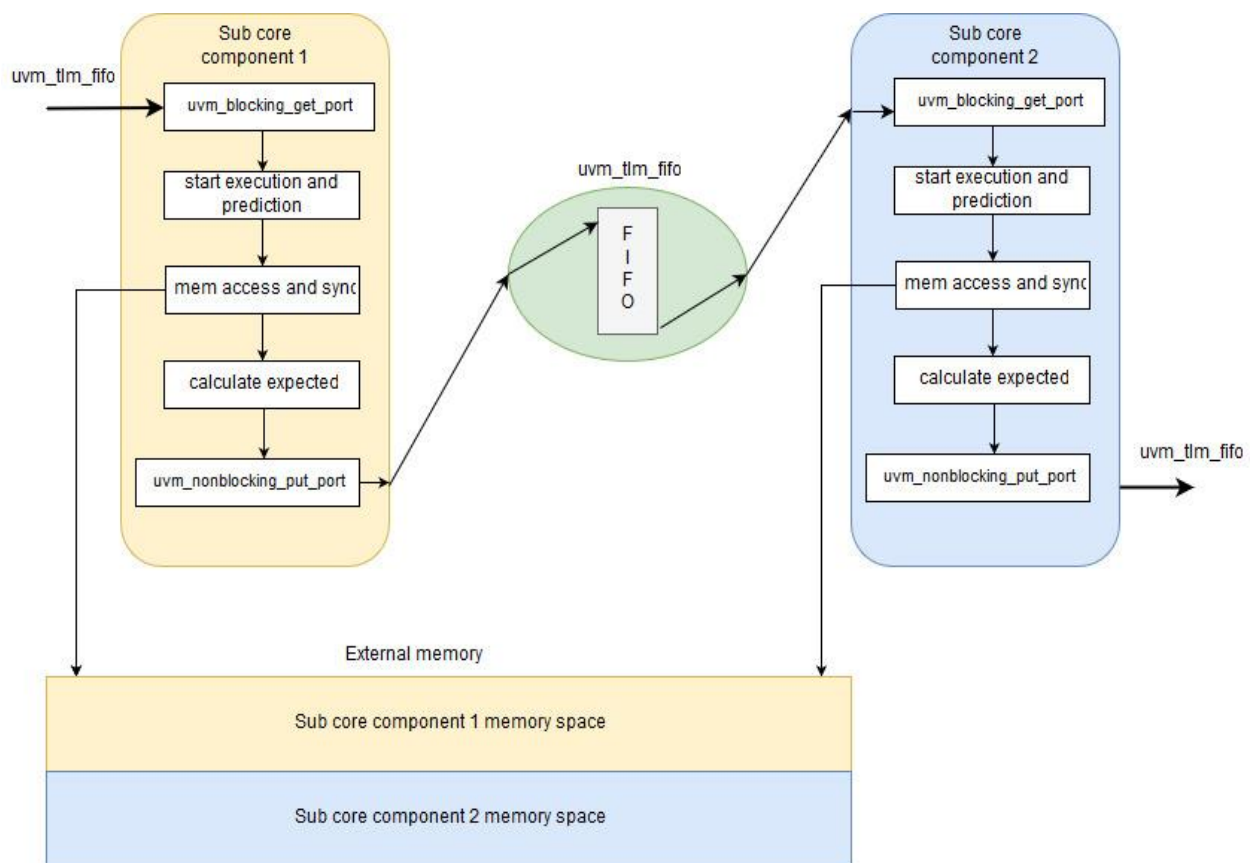 Sub core
component 1
uvm_tlm_fifo
uvm_blocking_get_port
start execution and
prediction
mem access and sync
calculate expected
uvm_nonblocking_put_port
uvm_tlm_fifo
F
I
F
O
Sub core
component 2
uvm_blocking_get_port
start execution and
prediction
mem access and sync
calculate expected
uvm_nonblocking_put_port
uvm_tlm_fifo
External memory
Sub core component 1 memory space
Sub core component 2 memory space